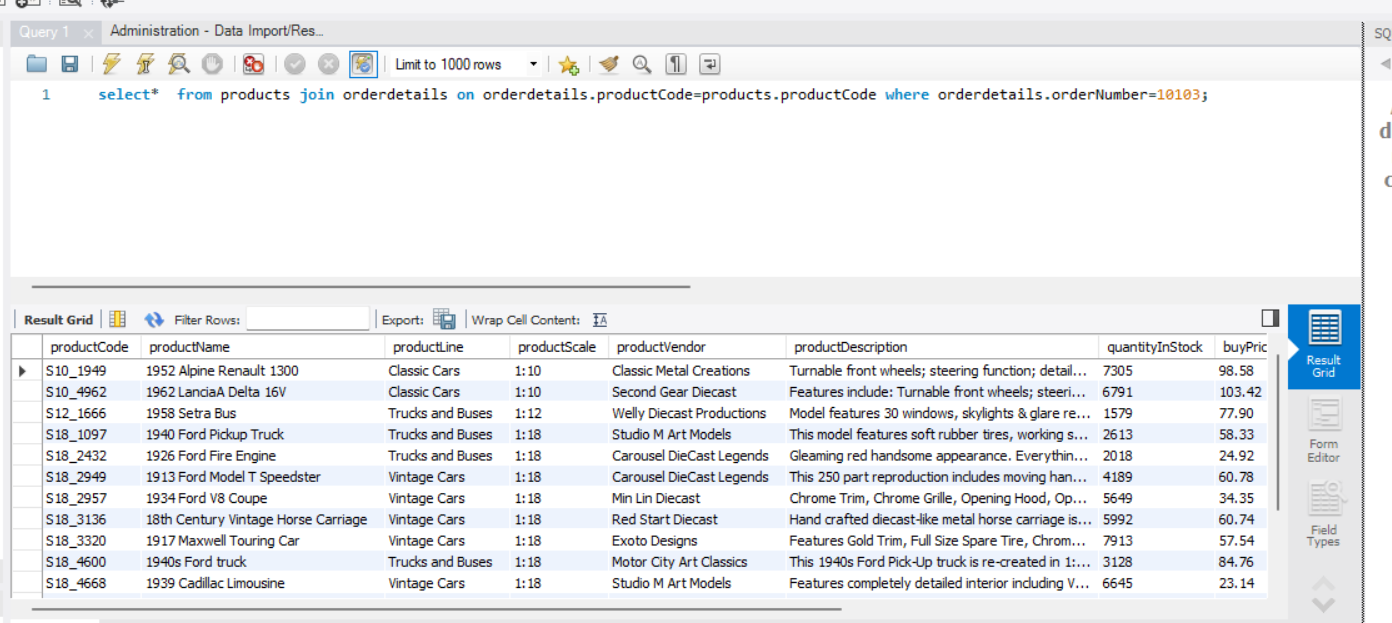 Query 1 Administration - Data Import/Res...
SQ
Limit to 1000 rows
1 select* from products join orderdetails on orderdetails.productCode=products.productCode where orderdetails.orderNumber=10103;
Result Grid Filter Rows: Export: Wrap Cell Content:
productCode productName productLine productScale productVendor productDescription quantityInStock buyPric
S10_1949 1952 Alpine Renault 1300 Classic Cars 1:10 Classic Metal Creations Turnable front wheels; steering function; detail... 7305 98.58
S10_4962 1962 LanciaA Delta 16V Classic Cars 1:10 Second Gear Diecast Features include: Turnable front wheels; steeri... 6791 103.42
S12_1666 1958 Setra Bus Trucks and Buses 1:12 Welly Diecast Productions Model features 30 windows, skylights & glare re... 1579 77.90
S18_1097 1940 Ford Pickup Truck Trucks and Buses 1:18 Studio M Art Models This model features soft rubber tires, working s... 2613 58.33
S18_2432 1926 Ford Fire Engine Trucks and Buses 1:18 Carousel DieCast Legends Gleaming red handsome appearance. Everythin... 2018 24.92
S18_2949 1913 Ford Model T Speedster Vintage Cars 1:18 Carousel DieCast Legends This 250 part reproduction includes moving han... 4189 60.78
S18_2957 1934 Ford V8 Coupe Vintage Cars 1:18 Min Lin Diecast Chrome Trim, Chrome Grille, Opening Hood, Op... 5649 34.35
S18_3136 18th Century Vintage Horse Carriage Vintage Cars 1:18 Red Start Diecast Hand crafted diecast-like metal horse carriage is... 5992 60.74
S18_3320 1917 Maxwell Touring Car Vintage Cars 1:18 Exoto Designs Features Gold Trim, Full Size Spare Tire, Chrom... 7913 57.54
S18_4600 1940s Ford truck Trucks and Buses 1:18 Motor City Art Classics This 1940s Ford Pick-Up truck is re-created in 1:... 3128 84.76
S18_4668 1939 Cadillac Limousine Vintage Cars 1:18 Studio M Art Models Features completely detailed interior including V... 6645 23.14
Result
Grid
Form
Editor
Field
Types